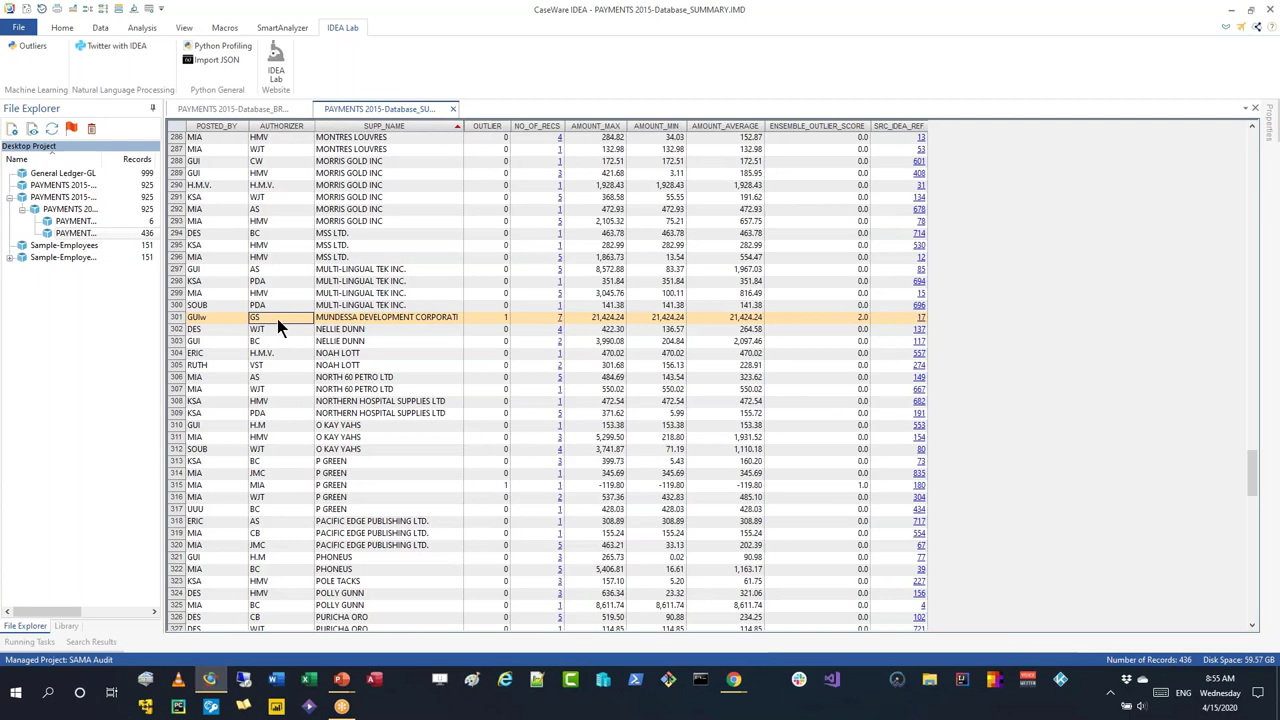 CaseWare IDEA - PAYMENTS 2015-Database_SUMMARY.IMD
File Home Data Analysis View Macros SmartAnalyzer IDEA Lab
Outliers Twitter with IDEA Python Profiling
Import JSON IDEA Lab
Machine Learning Natural Language Processing Python General Website
File Explorer
PAYMENTS 2015-Database_BR... PAYMENTS 2015-Database_SU...
Properties
Desktop Project
Name Records
General Ledger-GL 999
PAYMENTS 2015-... 925
PAYMENTS 2015-... 925
PAYMENTS 20... 925
PAYMENT... 6
PAYMENT... 436
Sample-Employees 151
Sample-Employe... 151
POSTED_BY AUTHORIZER SUPP_NAME OUTLIER NO_OF_RECS AMOUNT_MAX AMOUNT_MIN AMOUNT_AVERAGE ENSEMBLE_OUTLIER_SCORE SRC_IDEA_REF
286 MIA HMV MONTRES LOUVRES 0 4 284.82 34.03 152.87 0.0 13
287 MIA WJT MONTRES LOUVRES 0 1 132.98 132.98 132.98 0.0 53
288 GUI CW MORRIS GOLD INC 0 1 172.51 172.51 172.51 0.0 601
289 GUI HMV MORRIS GOLD INC 0 3 421.68 3.11 185.95 0.0 408
290 H.M.V. H.M.V. MORRIS GOLD INC 0 1 1,928.43 1,928.43 1,928.43 0.0 31
291 KSA WJT MORRIS GOLD INC 0 5 368.58 55.55 191.62 0.0 134
292 MIA AS MORRIS GOLD INC 0 1 472.93 472.93 472.93 0.0 678
293 MIA HMV MORRIS GOLD INC 0 6 2,105.32 75.21 657.75 0.0 78
294 DES BC MSS LTD. 0 1 463.78 463.78 463.78 0.0 714
295 KSA HMV MSS LTD. 0 1 282.99 282.99 282.99 0.0 530
296 MIA HMV MSS LTD. 0 5 1,863.73 13.54 554.47 0.0 12
297 GUI AS MULTI-LINGUAL TEK INC. 0 5 8,572.88 83.37 1,967.03 0.0 85
298 KSA PDA MULTI-LINGUAL TEK INC. 0 1 351.84 351.84 351.84 0.0 694
299 MIA HMV MULTI-LINGUAL TEK INC. 0 5 3,045.76 100.11 816.49 0.0 15
300 SOUB PDA MULTI-LINGUAL TEK INC. 0 1 141.38 141.38 141.38 0.0 696
301 GUIw GS MUNDESSA DEVELOPMENT CORPORATI 1 7 21,424.24 21,424.24 21,424.24 2.0 17
302 DES WJT NELLIE DUNN 0 4 422.30 136.57 264.58 0.0 137
303 GUI BC NELLIE DUNN 0 2 3,990.08 204.84 2,097.46 0.0 117
304 ERIC H.M.V. NOAH LOTT 0 1 470.02 470.02 470.02 0.0 557
305 RUTH VST NOAH LOTT 0 2 301.68 156.13 228.91 0.0 274
306 MIA AS NORTH 60 PETRO LTD 0 5 484.69 143.54 323.62 0.0 149
307 MIA WJT NORTH 60 PETRO LTD 0 1 550.02 550.02 550.02 0.0 667
308 KSA HMV NORTHERN HOSPITAL SUPPLIES LTD 0 1 472.54 472.54 472.54 0.0 682
309 KSA PDA NORTHERN HOSPITAL SUPPLIES LTD 0 5 371.62 5.99 155.72 0.0 191
310 GUI H.M O KAY YAHS 0 1 153.38 153.38 153.38 0.0 553
311 MIA HMV O KAY YAHS 0 3 5,299.50 218.80 1,931.52 0.0 154
312 SOUB WJT O KAY YAHS 0 4 3,741.87 71.19 1,110.18 0.0 80
313 KSA BC P GREEN 0 3 399.73 5.43 160.20 0.0 73
314 MIA JMC P GREEN 0 1 345.69 345.69 345.69 0.0 835
315 MIA MIA P GREEN 1 1 -119.80 -119.80 -119.80 1.0 180
316 MIA WJT P GREEN 0 2 537.36 432.83 485.10 0.0 304
317 UUU BC P GREEN 0 1 428.03 428.03 428.03 0.0 434
318 ERIC AS PACIFIC EDGE PUBLISHING LTD. 0 1 308.89 308.89 308.89 0.0 717
319 MIA CB PACIFIC EDGE PUBLISHING LTD. 0 1 155.24 155.24 155.24 0.0 554
320 MIA JMC PACIFIC EDGE PUBLISHING LTD. 0 5 463.21 33.13 202.39 0.0 67
321 GUI H.M PHONEUS 0 3 265.73 0.02 90.98 0.0 77
322 MIA BC PHONEUS 0 5 5,406.81 16.61 1,163.17 0.0 39
323 KSA HMV POLE TACKS 0 3 157.10 5.20 61.75 0.0 227
324 DES HMV POLLY GUNN 0 3 636.34 23.32 321.06 0.0 156
325 MIA BC POLLY GUNN 0 1 8,611.74 8,611.74 8,611.74 0.0 4
326 DES CB PURICHA ORO 0 5 519.50 90.88 234.25 0.0 102
327 DES WJT PURICHA ORO 0 1 114.85 114.85 114.85 0.0 721
File Explorer Library
Running Tasks Search Results
Managed Project: SAMA Audit Number of Records: 436 Disk Space: 59.57 GB
ENG 8:55 AM
Wednesday
4/15/2020